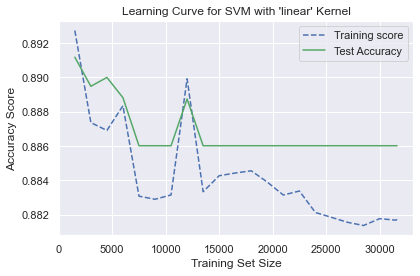 Learning Curve for SVM with 'linear' Kernel
Training score
Test Accuracy
Accuracy Score
0.892
0.890
0.888
0.886
0.884
0.882
0 5000 10000 15000 20000 25000 30000
Training Set Size